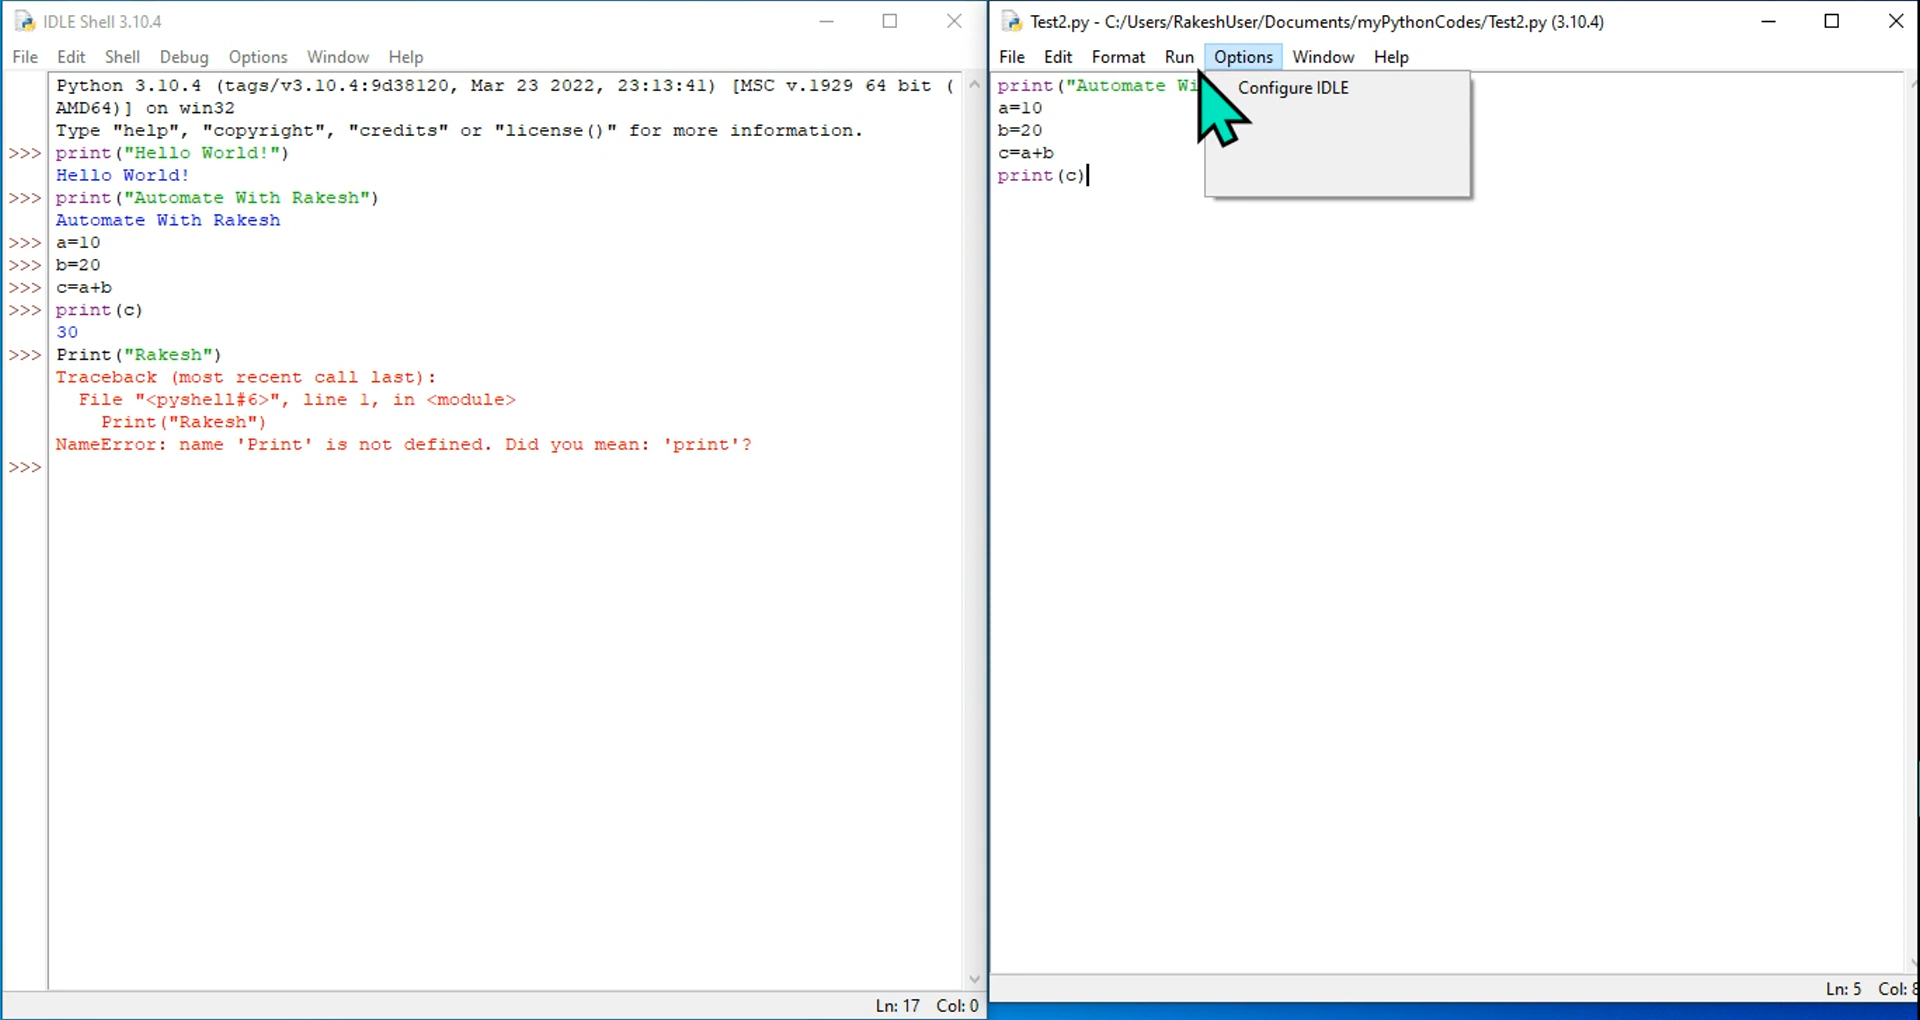 IDLE Shell 3.10.4
File Edit Shell Debug Options Window Help
Python 3.10.4 (tags/v3.10.4:9d38120, Mar 23 2022, 23:13:41) [MSC v.1929 64 bit (
AMD64)] on win32
Type "help", "copyright", "credits" or "license()" for more information.
>>> print("Hello World!")
Hello World!
>>> print("Automate With Rakesh")
Automate With Rakesh
>>> a=10
>>> b=20
>>> c=a+b
>>> print(c)
30
>>> Print("Rakesh")
Traceback (most recent call last):
File "<pyshell#6>", line 1, in <module>
Print("Rakesh")
NameError: name 'Print' is not defined. Did you mean: 'print'?
>>>
Ln: 17 Col: 0
Test2.py - C:/Users/RakeshUser/Documents/myPythonCodes/Test2.py (3.10.4)
File Edit Format Run Options Window Help
Configure IDLE
print("Automate Wi
a=10
b=20
c=a+b
print(c)
Ln: 5 Col: 8